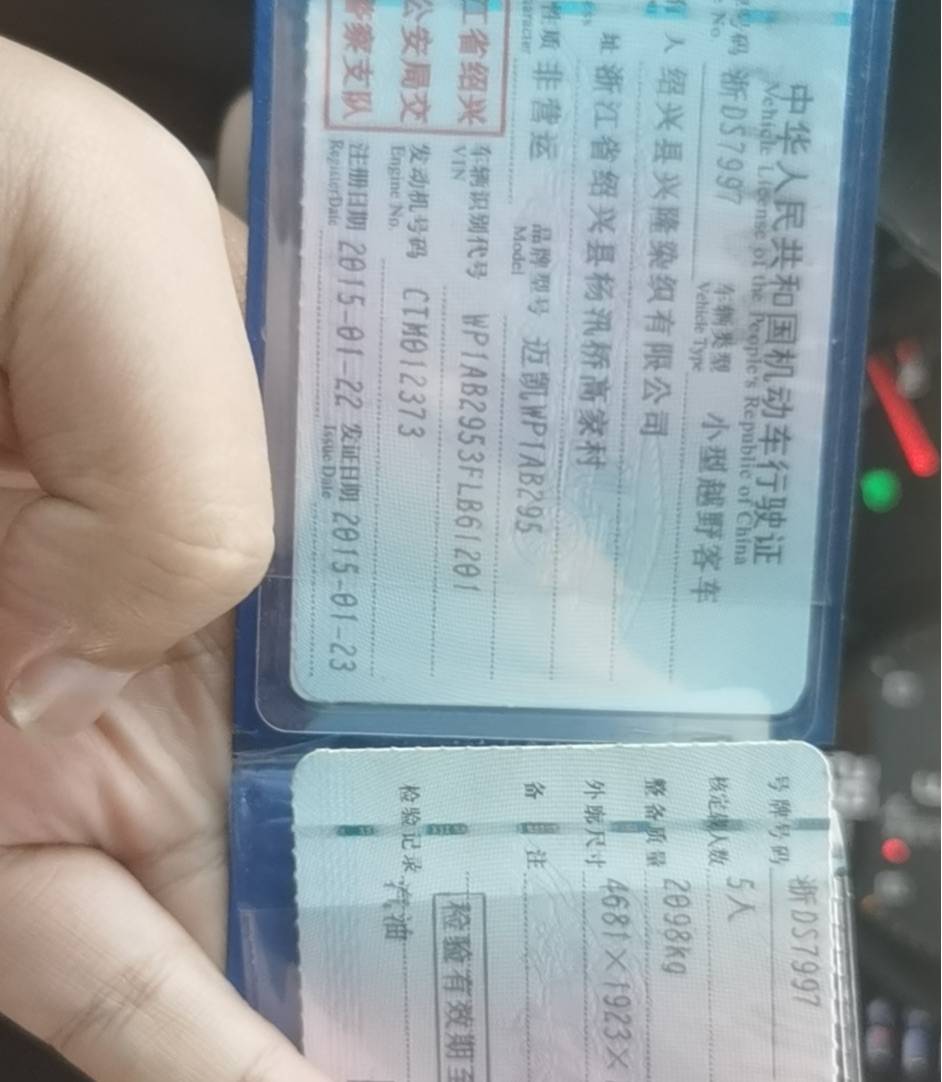 中华人民共和国机动车行驶证
Vehicle License of the People's Republic of China
号码 浙DS7997 车辆类型 小型越野客车
No. Vehicle Type
人 绍兴县兴隆染织有限公司
址 浙江省绍兴县杨汛桥高家村
性质 非营运 品牌型号 迈凯WP1AB295
Model
江省绍兴
公安局交
警察支队
车辆识别代号 WP1AB2953FLB61201
VIN
发动机号码 CTM012373
Engine No.
注册日期 2015-01-22 发证日期 2015-01-23
Register Date Issue Date
号牌号码 浙DS7997
核定载人数 5人
整备质量 2098kg
外廓尺寸 4681×1923×
备注
检验有效期至
检验记录 汽油